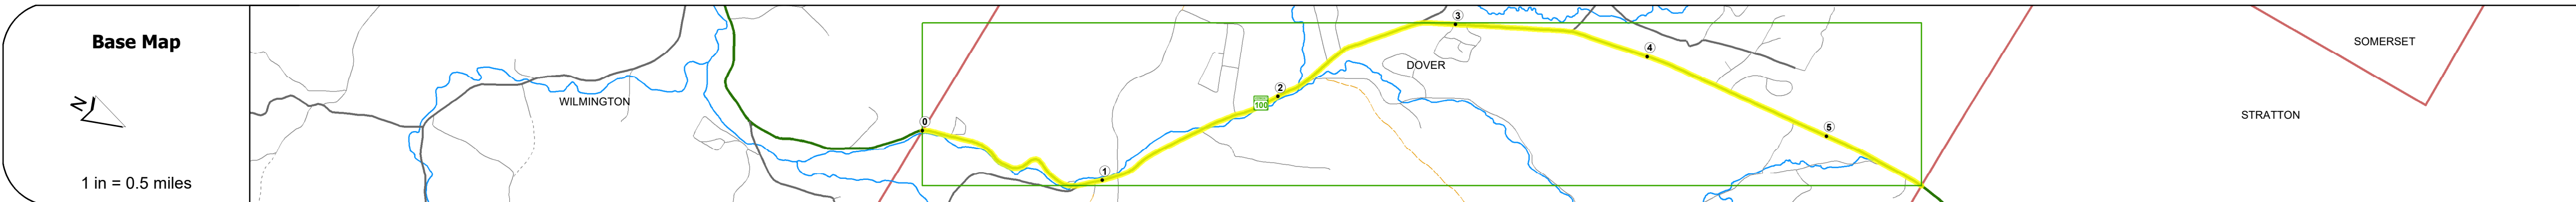 Base Map
N
1 in = 0.5 miles
WILMINGTON
0
1
2
100
3
DOVER
4
5
SOMERSET
STRATTON